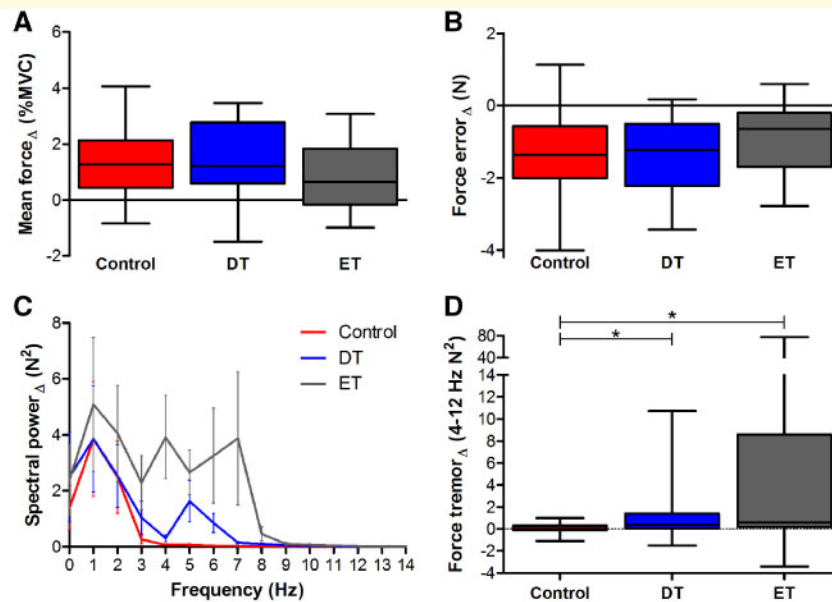 A
Mean force Δ (%MVC)
6
4
2
0
-2
Control DT ET
B
Force error Δ (N)
2
0
-2
-4
Control DT ET
C
Spectral power Δ (N²)
8
6
4
2
0
0 1 2 3 4 5 6 7 8 9 10 11 12 13 14
Frequency (Hz)
Control
DT
ET
D
Force tremor Δ (4-12 Hz N²)
80
40
14
12
10
8
6
4
2
0
-2
-4
*
*
Control DT ET